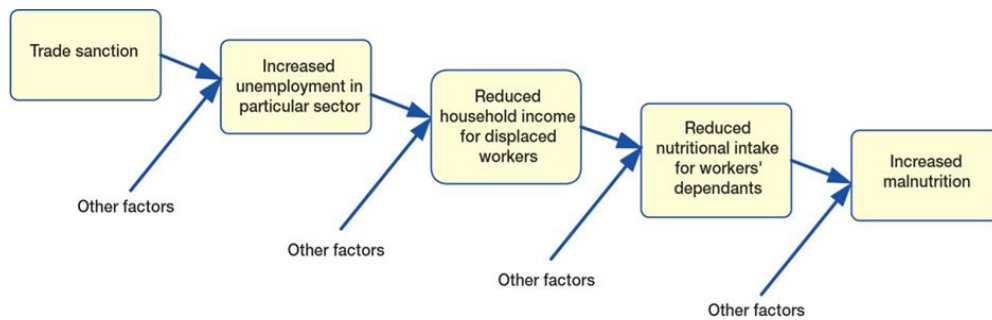 Trade sanction
Increased
unemployment in
particular sector
Reduced
household income
for displaced
workers
Reduced
nutritional intake
for workers'
dependants
Increased
malnutrition
Other factors
Other factors
Other factors
Other factors